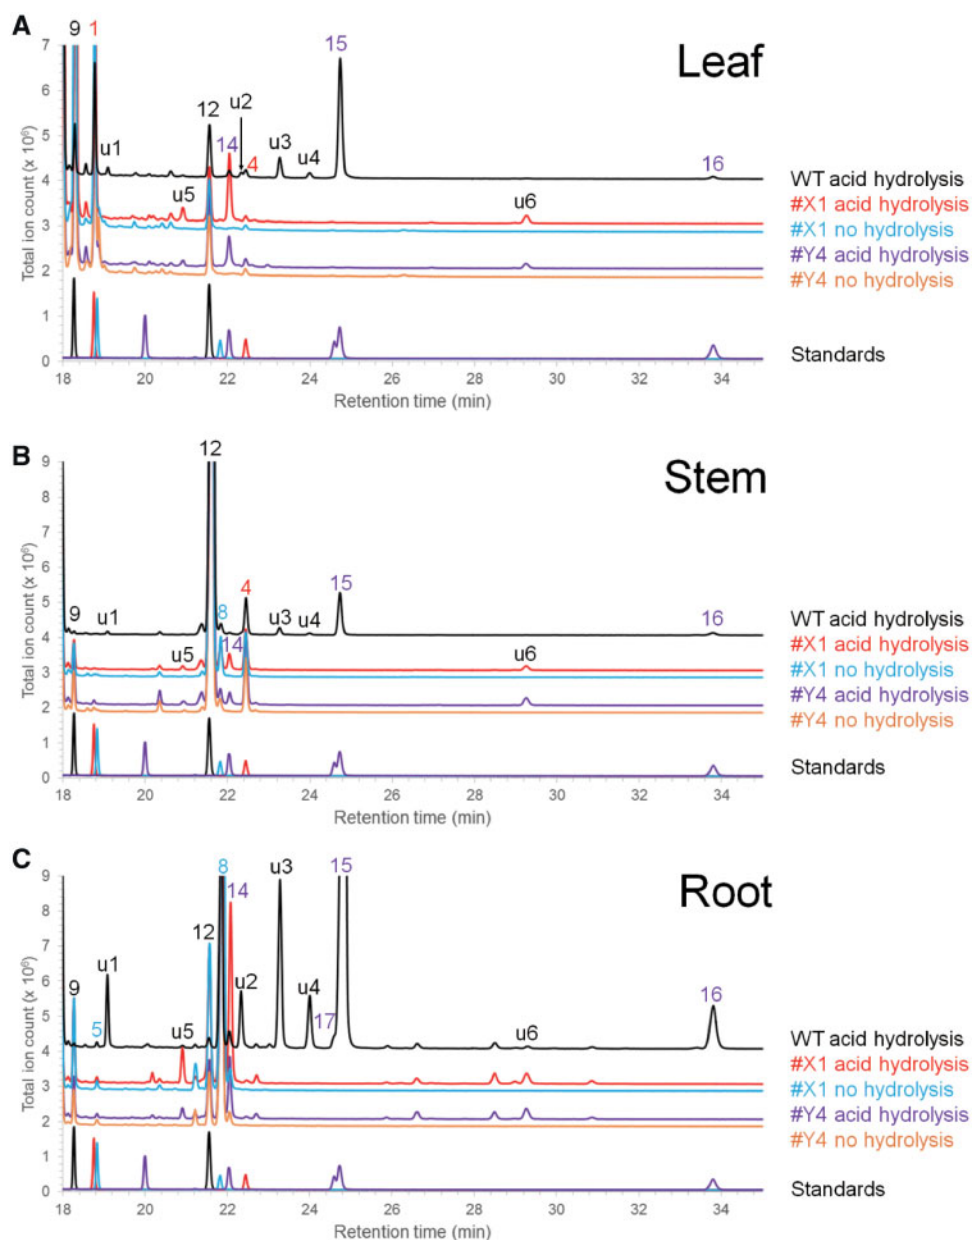 A
Leaf
9
1
15
u2
12
u1
14
4
u3
u4
16
u5
u6
WT acid hydrolysis
#X1 acid hydrolysis
#X1 no hydrolysis
#Y4 acid hydrolysis
#Y4 no hydrolysis
Standards
Total ion count (x 10⁶)
7
6
5
4
3
2
1
0
18 20 22 24 26 28 30 32 34
Retention time (min)
B
Stem
12
9
u1
8
4
u3
u4
15
16
u5
14
u6
WT acid hydrolysis
#X1 acid hydrolysis
#X1 no hydrolysis
#Y4 acid hydrolysis
#Y4 no hydrolysis
Standards
Total ion count (x 10⁶)
9
8
7
6
5
4
3
2
1
0
18 20 22 24 26 28 30 32 34
Retention time (min)
C
Root
8
u3
15
14
12
u1
u2
u4
9
5
u5
17
16
u6
WT acid hydrolysis
#X1 acid hydrolysis
#X1 no hydrolysis
#Y4 acid hydrolysis
#Y4 no hydrolysis
Standards
Total ion count (x 10⁶)
9
8
7
6
5
4
3
2
1
0
18 20 22 24 26 28 30 32 34
Retention time (min)